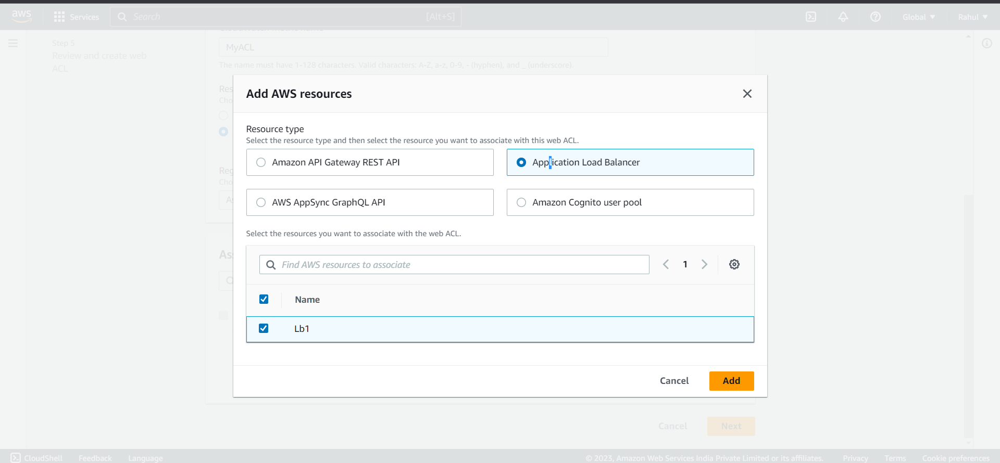 aws Services Search [Alt+S] Global Rahul
Step 5
Review and create web
ACL
MyACL
The name must have 1-128 characters. Valid characters: A-Z, a-z, 0-9, - (hyphen), and _ (underscore).
Res
Cho
Add AWS resources
Resource type
Select the resource type and then select the resource you want to associate with this web ACL.
Amazon API Gateway REST API
Application Load Balancer
Reg
Cho
AWS AppSync GraphQL API
Amazon Cognito user pool
Select the resources you want to associate with the web ACL.
Ass
Find AWS resources to associate
1
Name
Lb1
Cancel Add
Cancel Next
CloudShell Feedback Language © 2023, Amazon Web Services India Private Limited or its affiliates. Privacy Terms Cookie preferences